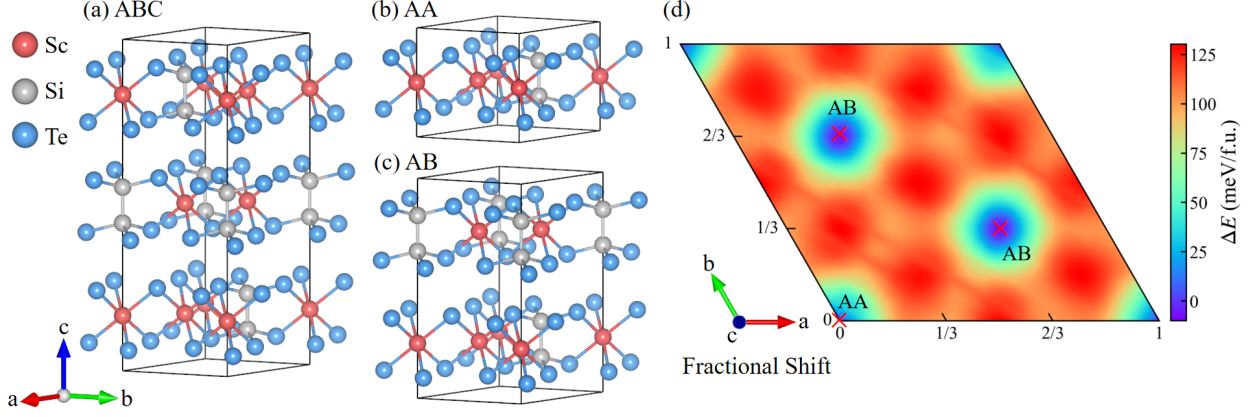 (a) ABC
Sc
Si
Te
c
a
b
(b) AA
(c) AB
(d)
1
2/3
1/3
0
AB
AB
AA
b
c
a
0
1/3
2/3
1
Fractional Shift
125
100
75
50
25
0
ΔE (meV/f.u.)